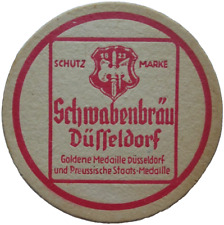 SCHUTZ MARKE
Schwabenbräu
Düsseldorf
Goldene Medaille Düsseldorf
und Preussische Staats-Medaille